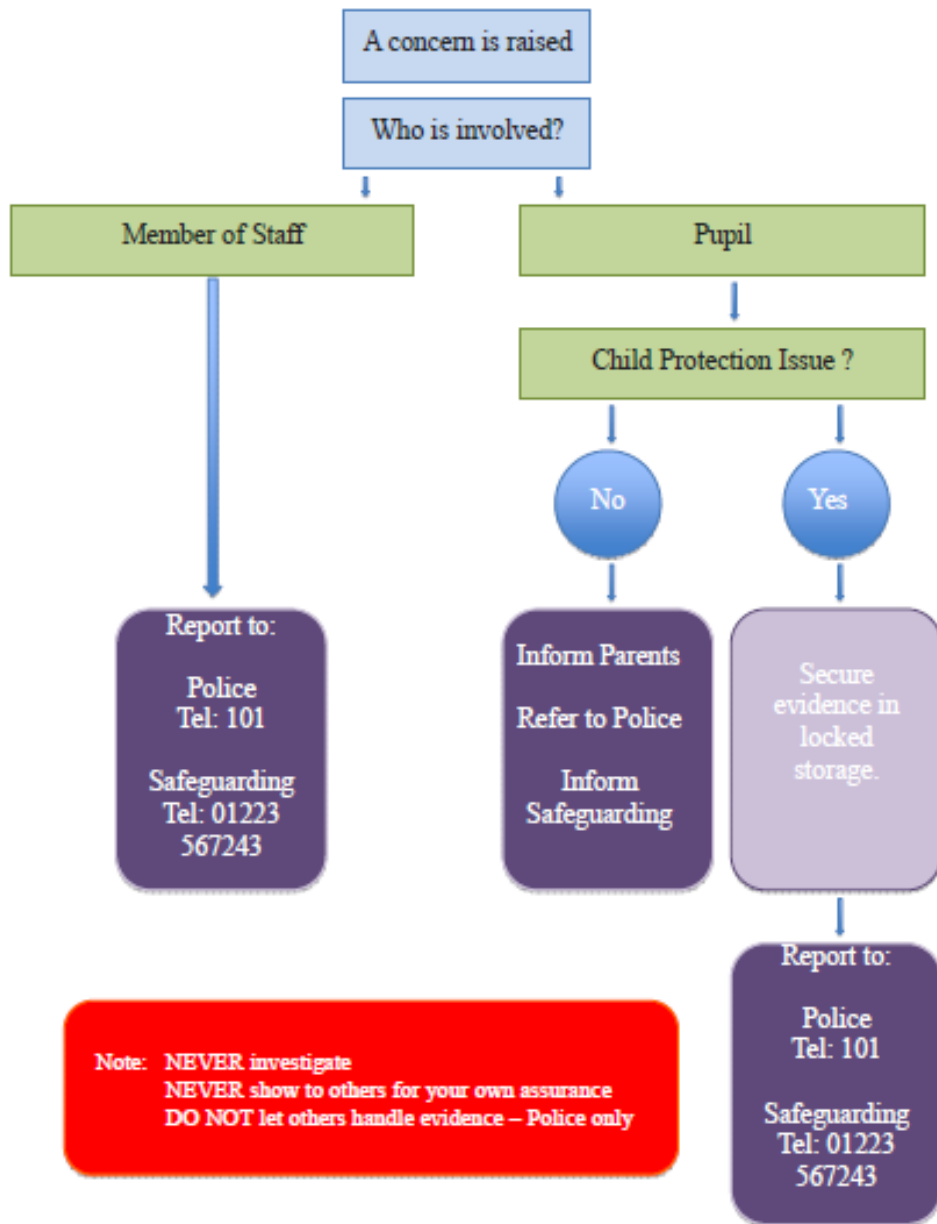 A concern is raised
Who is involved?
Member of Staff
Pupil
Child Protection Issue ?
No
Yes
Report to:
Police
Tel: 101
Safeguarding
Tel: 01223
567243
Inform Parents
Refer to Police
Inform
Safeguarding
Secure
evidence in
locked
storage.
Report to:
Police
Tel: 101
Safeguarding
Tel: 01223
567243
Note: NEVER investigate
NEVER show to others for your own assurance
DO NOT let others handle evidence – Police only